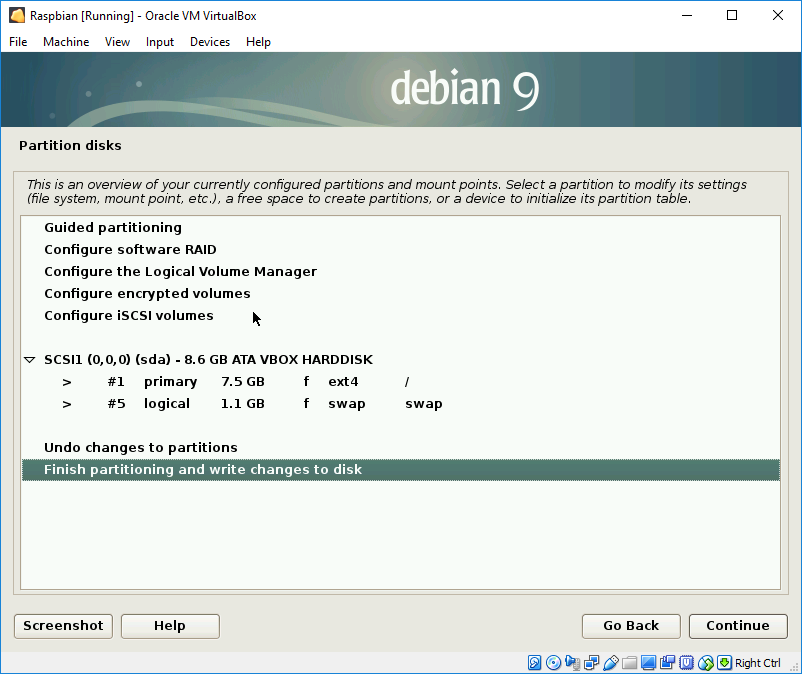 Raspbian [Running] - Oracle VM VirtualBox
File Machine View Input Devices Help
debian 9
Partition disks
This is an overview of your currently configured partitions and mount points. Select a partition to modify its settings
(file system, mount point, etc.), a free space to create partitions, or a device to initialize its partition table.
Guided partitioning
Configure software RAID
Configure the Logical Volume Manager
Configure encrypted volumes
Configure iSCSI volumes
SCSI1 (0,0,0) (sda) - 8.6 GB ATA VBOX HARDDISK
> #1 primary 7.5 GB f ext4 /
> #5 logical 1.1 GB f swap swap
Undo changes to partitions
Finish partitioning and write changes to disk
Screenshot Help Go Back Continue
Right Ctrl